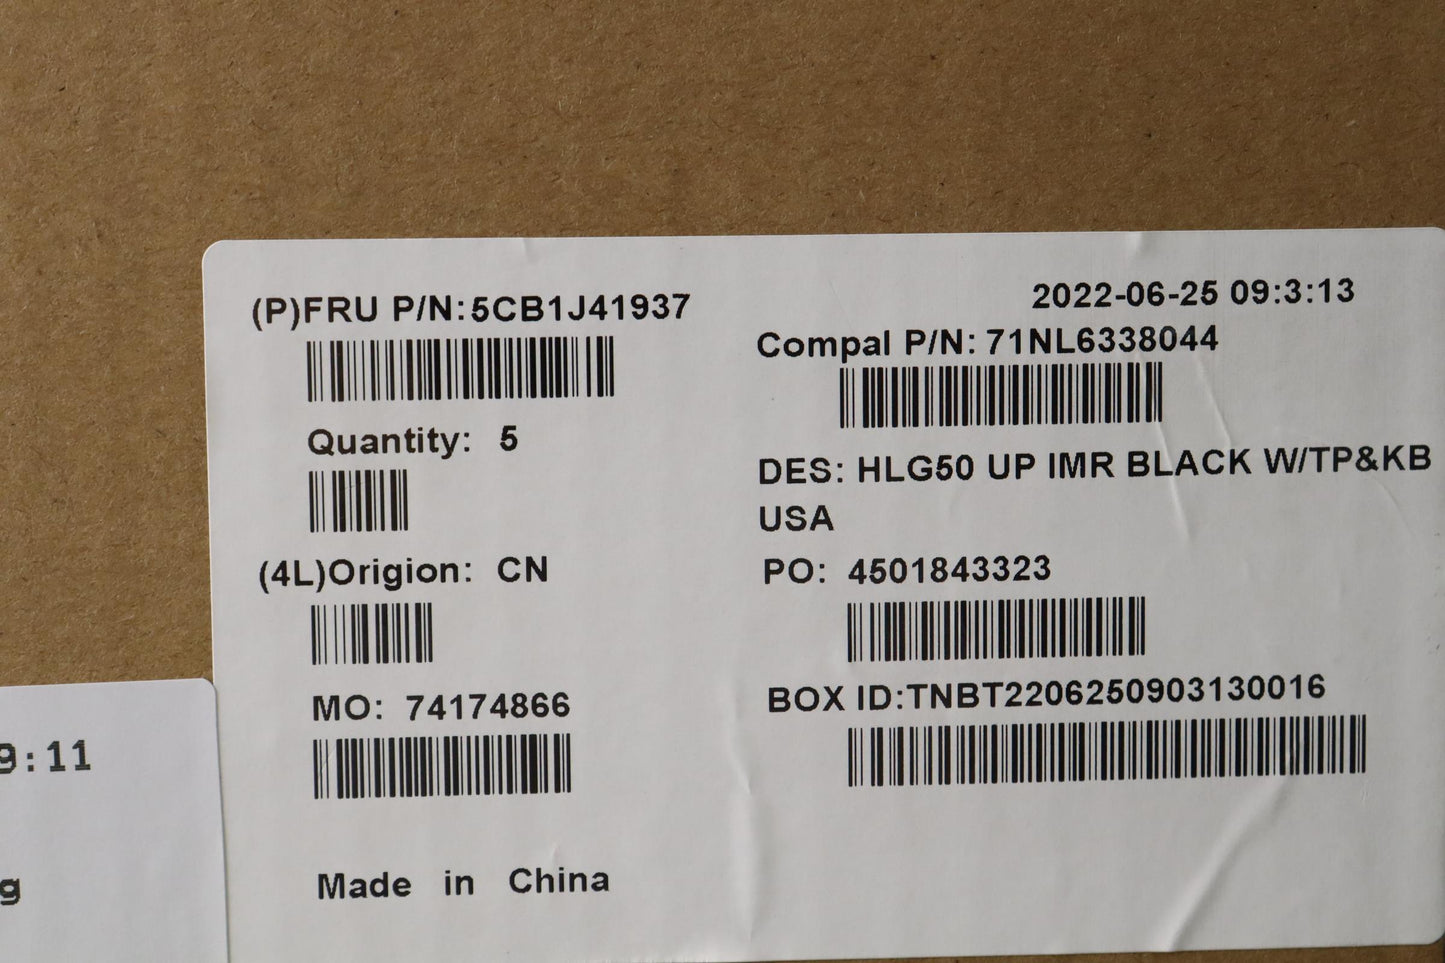 (P)FRU P/N:5CB1J41937
Quantity: 5
(4L)Origion: CN
MO: 74174866
Made in China
2022-06-25 09:3:13
Compal P/N: 71NL6338044
DES: HLG50 UP IMR BLACK W/TP&KB
USA
PO: 4501843323
BOX ID:TNBT2206250903130016
9:11
g